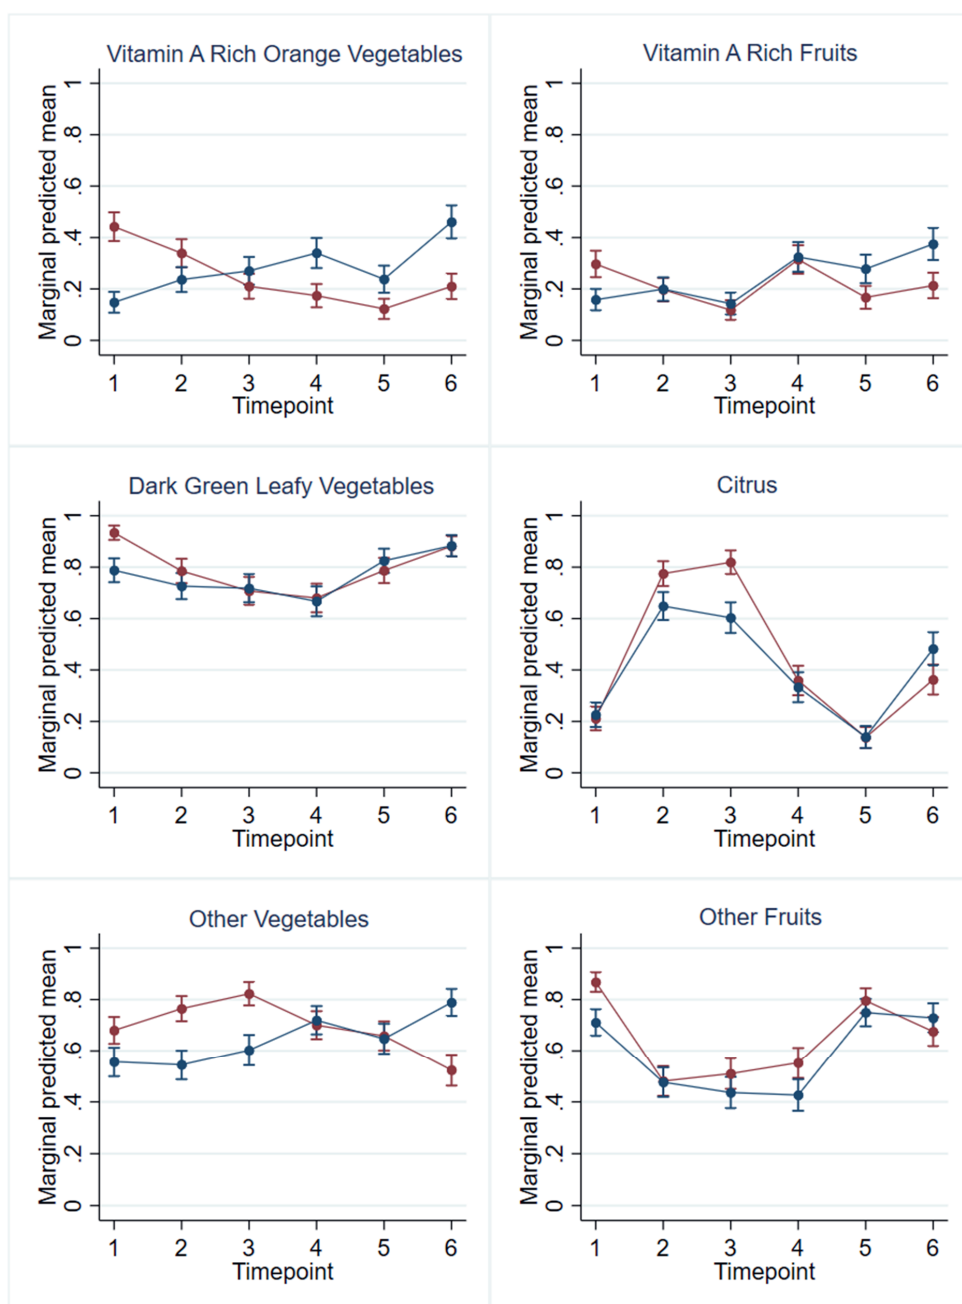 Vitamin A Rich Orange Vegetables
Marginal predicted mean
0 .2 .4 .6 .8 1
1 2 3 4 5 6
Timepoint
Vitamin A Rich Fruits
Marginal predicted mean
0 .2 .4 .6 .8 1
1 2 3 4 5 6
Timepoint
Dark Green Leafy Vegetables
Marginal predicted mean
0 .2 .4 .6 .8 1
1 2 3 4 5 6
Timepoint
Citrus
Marginal predicted mean
0 .2 .4 .6 .8 1
1 2 3 4 5 6
Timepoint
Other Vegetables
Marginal predicted mean
0 .2 .4 .6 .8 1
1 2 3 4 5 6
Timepoint
Other Fruits
Marginal predicted mean
0 .2 .4 .6 .8 1
1 2 3 4 5 6
Timepoint